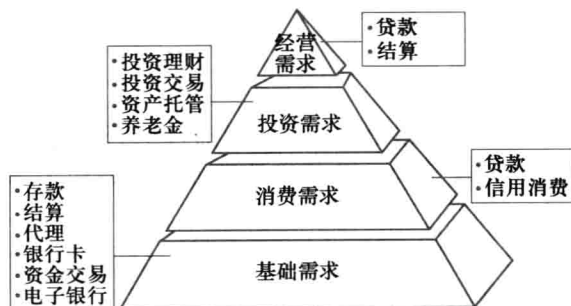 经营
需求
·贷款
·结算
·投资理财
·投资交易
·资产托管
·养老金
投资需求
消费需求
·贷款
·信用消费
·存款
·结算
·代理
·银行卡
·资金交易
·电子银行
基础需求